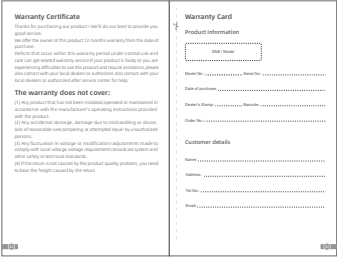 Warranty Certificate
Thanks for purchasing our product ! We'll do our best to provide you
good service.
We offer the owner of this product 12 months warranty from the date of
purchase.
Defects that occur within this warranty period under normal use and
care can get related warranty service if your product is faulty or you are
experiencing difficulties to use this product and require assistance, please
also contact with your local dealers or authorized also contact with your
local dealers or authorized after service center for help.
The warranty does not cover:
(1) Any product that has not been installed,operated or maintained in
accordance with the manufacturer's operating instructions provided
with the product.
(2) Any accidental damage, damage due to mishandling or abuse,
lack of reasonable care,tampering or attempted repair by unauthorized
persons.
(3) Any fluctuation in voltage or modification/adjustments made to
comply with local voltage voltage requirements broadcast system and
other safety or technical standards.
(4) If the return is not caused by the product quality problem, you need
to bear the freight caused by the return.
Warranty Card
Product information
Model No.: Serial No.:
Date of purchase:
Dealer's Stamp: Barcode:
Order No.:
Customer details
Name:
Address:
Tel No.:
Email: